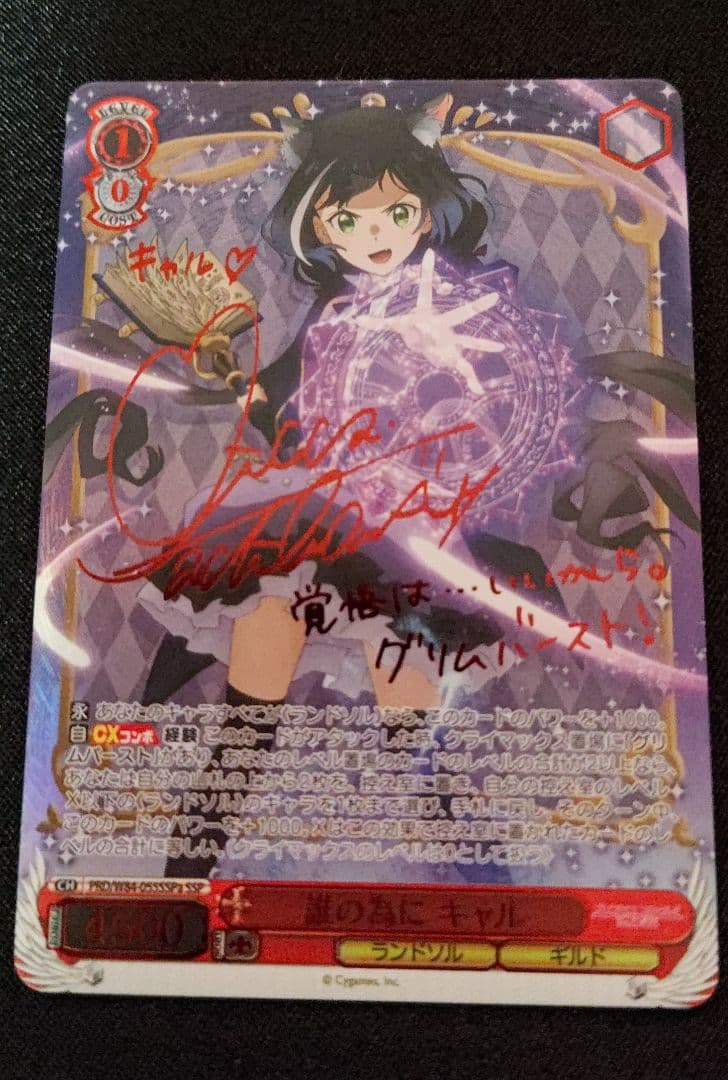 LEVEL
1
0
COST
キャル♡
覚悟は…いいかしら。
グリムバースト!
永 あなたのキャラすべてが《ランドソル》なら、このカードのパワーを+1000。
自 CXコンボ 経験 このカードがアタックした時、クライマックス置場に「グリ
ムバースト」があり、あなたのレベル置場のカードのレベルの合計が2以上なら、
あなたは自分の山札の上から3枚を、控え室に置き、自分の控え室のレベル
X以下の《ランドソル》のキャラを1枚まで選び、手札に戻し、そのターン中、
このカードのパワーを+1000。Xはこの効果で控え室に置かれたカードのレ
ベルの合計に等しい。(クライマックスのレベルは0として扱う)
CH PRD/W84-055SSPa SSP
誰の為に キャル
ランドソル ギルド
© Cygames, Inc.